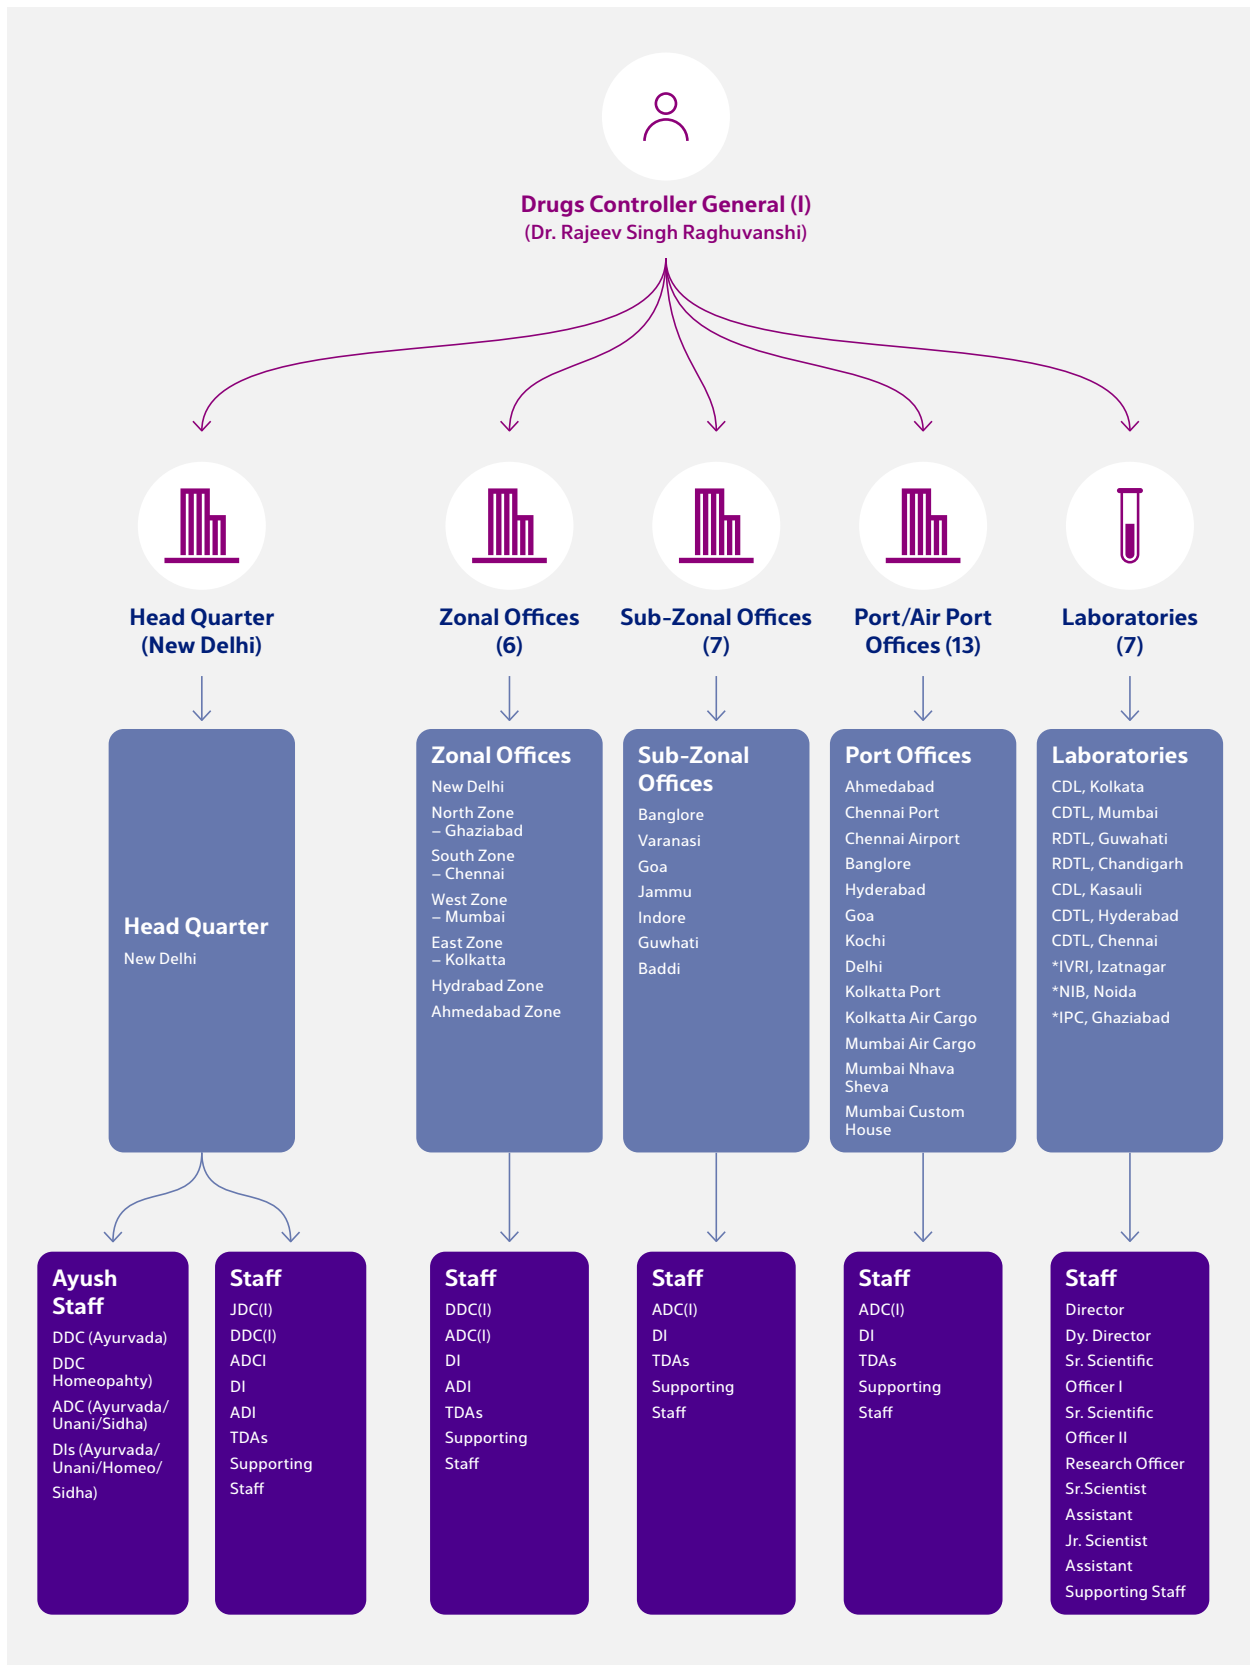 Drugs Controller General (I)
(Dr. Rajeev Singh Raghuvanshi)
Head Quarter
(New Delhi)
Zonal Offices
(6)
Sub-Zonal Offices
(7)
Port/Air Port
Offices (13)
Laboratories
(7)
Head Quarter
New Delhi
Zonal Offices
New Delhi
North Zone
– Ghaziabad
South Zone
– Chennai
West Zone
– Mumbai
East Zone
– Kolkatta
Hydrabad Zone
Ahmedabad Zone
Sub-Zonal
Offices
Banglore
Varanasi
Goa
Jammu
Indore
Guwhati
Baddi
Port Offices
Ahmedabad
Chennai Port
Chennai Airport
Banglore
Hyderabad
Goa
Kochi
Delhi
Kolkatta Port
Kolkatta Air Cargo
Mumbai Air Cargo
Mumbai Nhava
Sheva
Mumbai Custom
House
Laboratories
CDL, Kolkata
CDTL, Mumbai
RDTL, Guwahati
RDTL, Chandigarh
CDL, Kasauli
CDTL, Hyderabad
CDTL, Chennai
*IVRI, Izatnagar
*NIB, Noida
*IPC, Ghaziabad
Ayush
Staff
DDC (Ayurvada)
DDC
Homeopahty)
ADC (Ayurvada/
Unani/Sidha)
DIs (Ayurvada/
Unani/Homeo/
Sidha)
Staff
JDC(I)
DDC(I)
ADCI
DI
ADI
TDAs
Supporting
Staff
Staff
DDC(I)
ADC(I)
DI
ADI
TDAs
Supporting
Staff
Staff
ADC(I)
DI
TDAs
Supporting
Staff
Staff
ADC(I)
DI
TDAs
Supporting
Staff
Staff
Director
Dy. Director
Sr. Scientific
Officer I
Sr. Scientific
Officer II
Research Officer
Sr.Scientist
Assistant
Jr. Scientist
Assistant
Supporting Staff